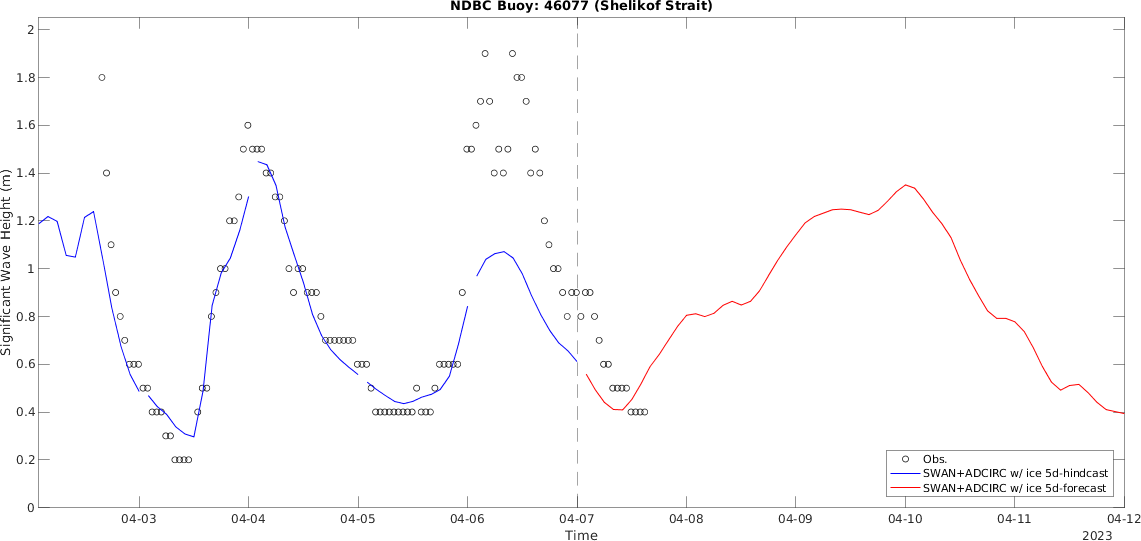 NDBC Buoy: 46077 (Shelikof Strait)
Significant Wave Height (m)
2
1.8
1.6
1.4
1.2
1
0.8
0.6
0.4
0.2
0
Obs.
SWAN+ADCIRC w/ ice 5d-hindcast
SWAN+ADCIRC w/ ice 5d-forecast
04-03 04-04 04-05 04-06 04-07 04-08 04-09 04-10 04-11 04-12
Time
2023